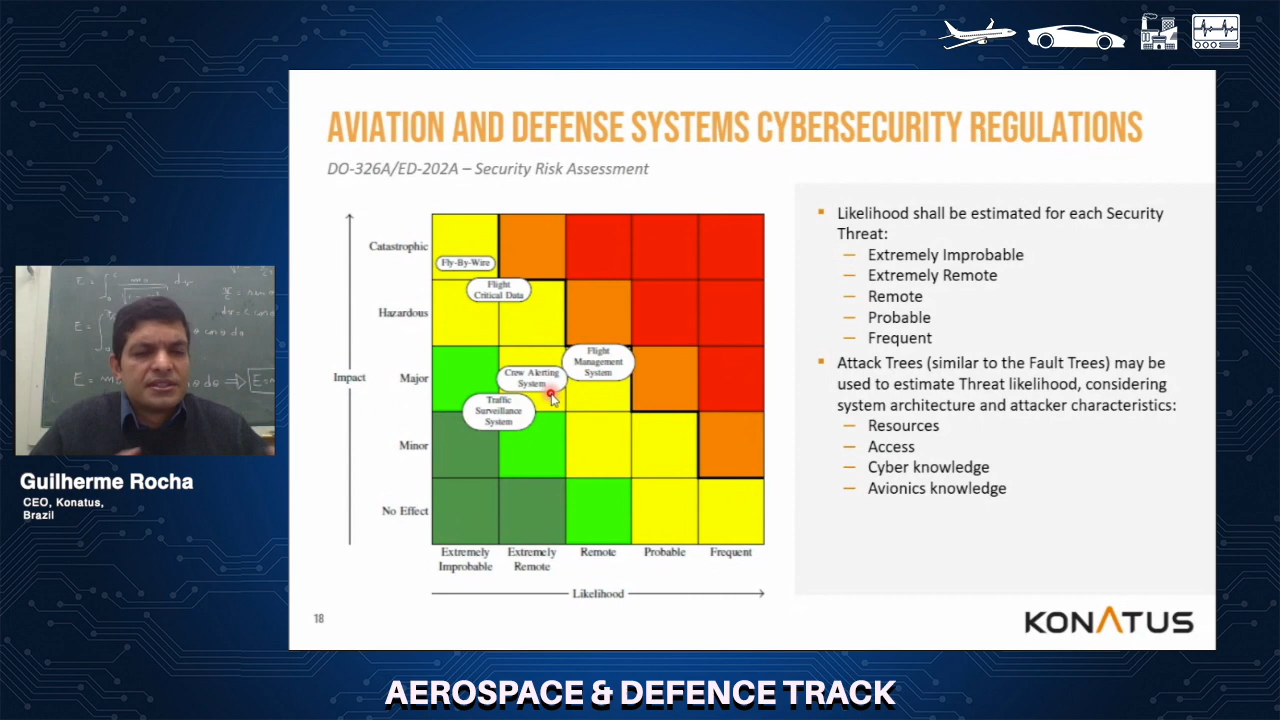 AVIATION AND DEFENSE SYSTEMS CYBERSECURITY REGULATIONS
DO-326A/ED-202A – Security Risk Assessment
Impact
Catastrophic
Hazardous
Major
Minor
No Effect
Fly-By-Wire
Flight
Critical Data
Flight
Management
System
Crew Alerting
System
Traffic
Surveillance
System
Extremely
Improbable
Extremely
Remote
Remote
Probable
Frequent
Likelihood
▪ Likelihood shall be estimated for each Security
Threat:
— Extremely Improbable
— Extremely Remote
— Remote
— Probable
— Frequent
▪ Attack Trees (similar to the Fault Trees) may be
used to estimate Threat likelihood, considering
system architecture and attacker characteristics:
— Resources
— Access
— Cyber knowledge
— Avionics knowledge
18
KONATUS
Guilherme Rocha
CEO, Konatus,
Brazil
AEROSPACE & DEFENCE TRACK